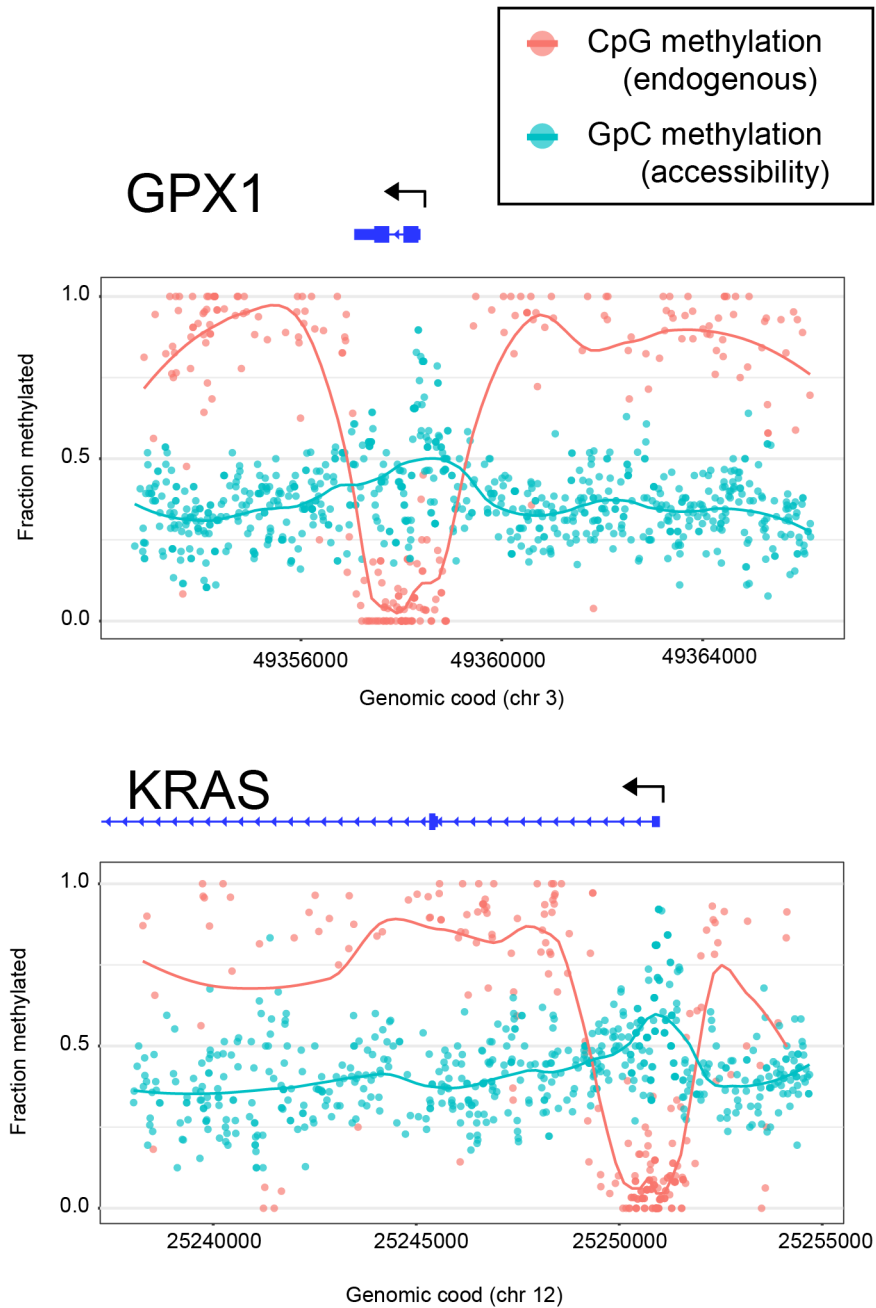 CpG methylation
(endogenous)
GpC methylation
(accessibility)
GPX1
1.0
0.5
0.0
Fraction methylated
49356000 49360000 49364000
Genomic cood (chr 3)
KRAS
1.0
0.5
0.0
Fraction methylated
25240000 25245000 25250000 25255000
Genomic cood (chr 12)